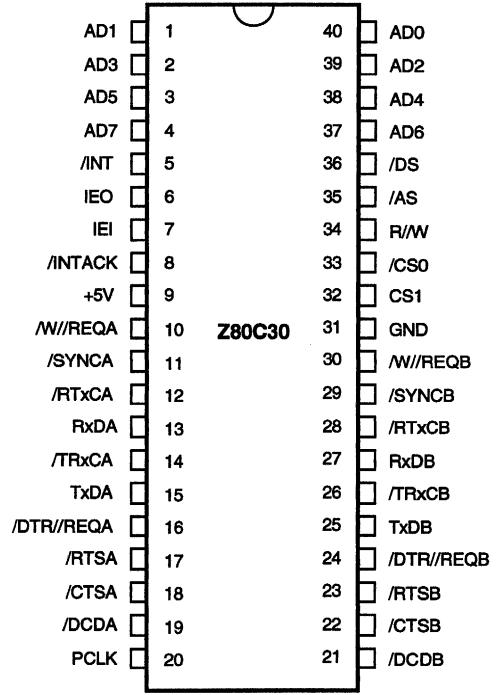 AD1 1 40 AD0
AD3 2 39 AD2
AD5 3 38 AD4
AD7 4 37 AD6
/INT 5 36 /DS
IEO 6 35 /AS
IEI 7 34 R//W
/INTACK 8 33 /CS0
+5V 9 32 CS1
/W//REQA 10 Z80C30 31 GND
/SYNCA 11 30 /W//REQB
/RTxCA 12 29 /SYNCB
RxDA 13 28 /RTxCB
/TRxCA 14 27 RxDB
TxDA 15 26 /TRxCB
/DTR//REQA 16 25 TxDB
/RTSA 17 24 /DTR//REQB
/CTSA 18 23 /RTSB
/DCDA 19 22 /CTSB
PCLK 20 21 /DCDB